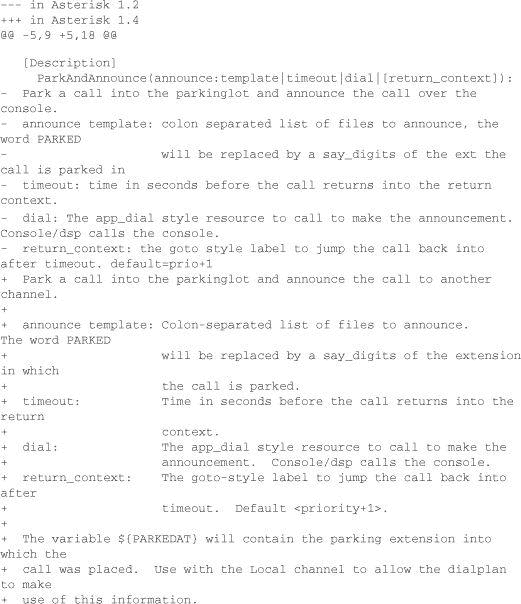 --- in Asterisk 1.2
+++ in Asterisk 1.4
@@ -5,9 +5,18 @@
[Description]
ParkAndAnnounce(announce:template|timeout|dial|[return_context]):
- Park a call into the parkinglot and announce the call over the
console.
- announce template: colon separated list of files to announce, the
word PARKED
- will be replaced by a say_digits of the ext the
call is parked in
- timeout: time in seconds before the call returns into the return
context.
- dial: The app_dial style resource to call to make the announcement.
Console/dsp calls the console.
- return_context: the goto style label to jump the call back into
after timeout. default=prio+1
+ Park a call into the parkinglot and announce the call to another
channel.
+
+ announce template: Colon-separated list of files to announce.
The word PARKED
+ will be replaced by a say_digits of the extension
in which
+ the call is parked.
+ timeout: Time in seconds before the call returns into the
return
+ context.
+ dial: The app_dial style resource to call to make the
+ announcement. Console/dsp calls the console.
+ return_context: The goto-style label to jump the call back into
after
+ timeout. Default <priority+1>.
+
+ The variable ${PARKEDAT} will contain the parking extension into
which the
+ call was placed. Use with the Local channel to allow the dialplan
to make
+ use of this information.